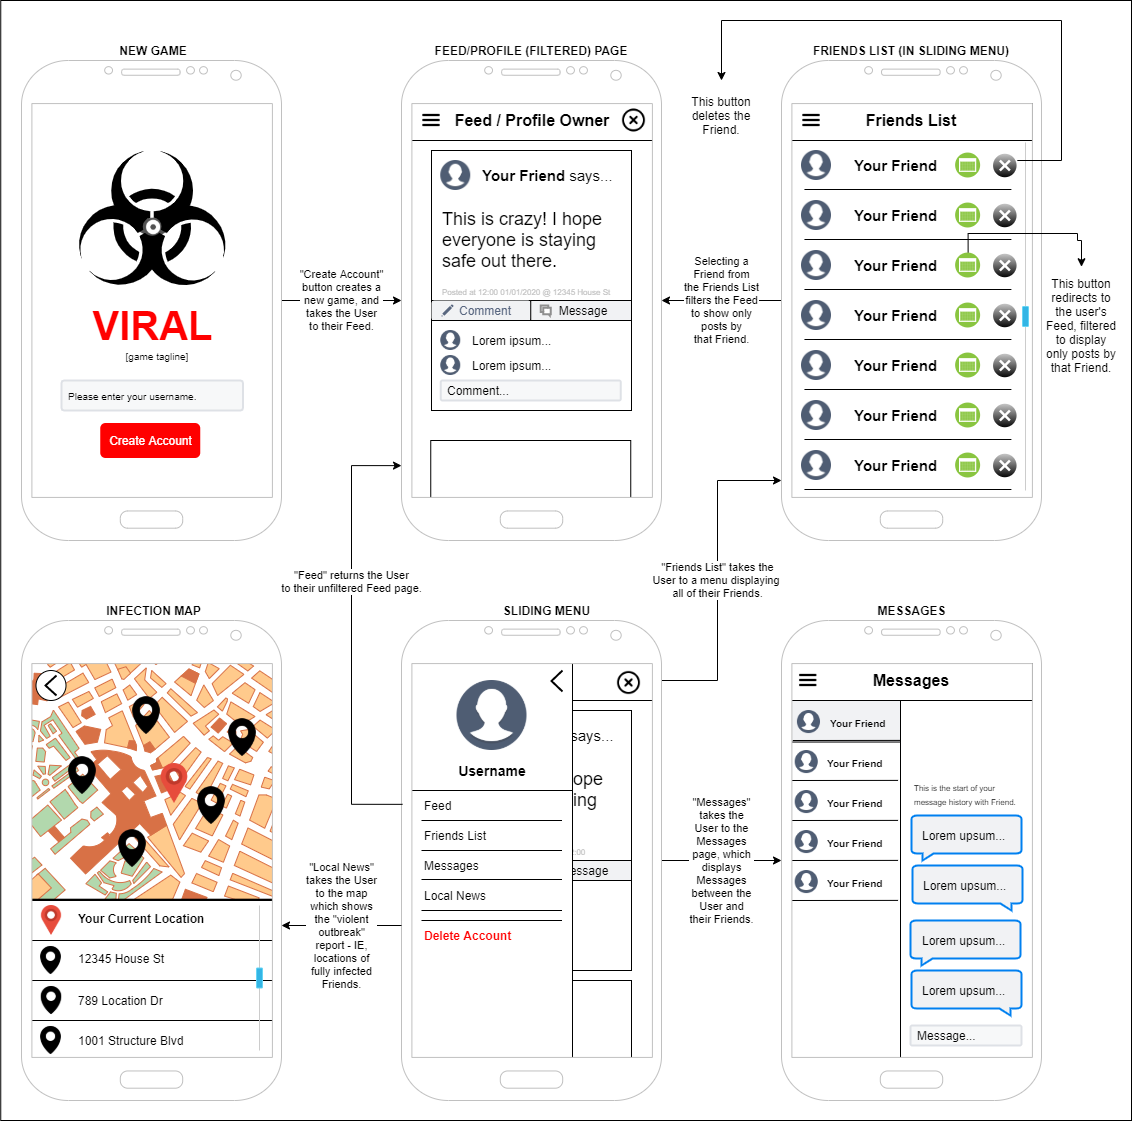 NEW GAME
VIRAL
[game tagline]
Please enter your username.
Create Account
"Create Account"
button creates a
new game, and
takes the User
to their Feed.
FEED/PROFILE (FILTERED) PAGE
Feed / Profile Owner
Your Friend says...
This is crazy! I hope
everyone is staying
safe out there.
Posted at 12:00 01/01/2020 @ 12345 House St
Comment
Message
Lorem ipsum...
Lorem ipsum...
Comment...
Selecting a
Friend from
the Friends List
filters the Feed
to show only
posts by
that Friend.
This button
deletes the
Friend.
FRIENDS LIST (IN SLIDING MENU)
Friends List
Your Friend
Your Friend
Your Friend
Your Friend
Your Friend
Your Friend
Your Friend
This button
redirects to
the user's
Feed, filtered
to display
only posts by
that Friend.
"Feed" returns the User
to their unfiltered Feed page.
"Friends List" takes the
User to a menu displaying
all of their Friends.
INFECTION MAP
Your Current Location
12345 House St
789 Location Dr
1001 Structure Blvd
"Local News"
takes the User
to the map
which shows
the "violent
outbreak"
report - IE,
locations of
fully infected
Friends.
SLIDING MENU
Username
Feed
Friends List
Messages
Local News
Delete Account
says...
ope
ing
:00
essage
"Messages"
takes the
User to the
Messages
page, which
displays
Messages
between the
User and
their Friends.
MESSAGES
Messages
Your Friend
Your Friend
Your Friend
Your Friend
Your Friend
This is the start of your
message history with Friend.
Lorem upsum...
Lorem upsum...
Lorem upsum...
Lorem upsum...
Message...